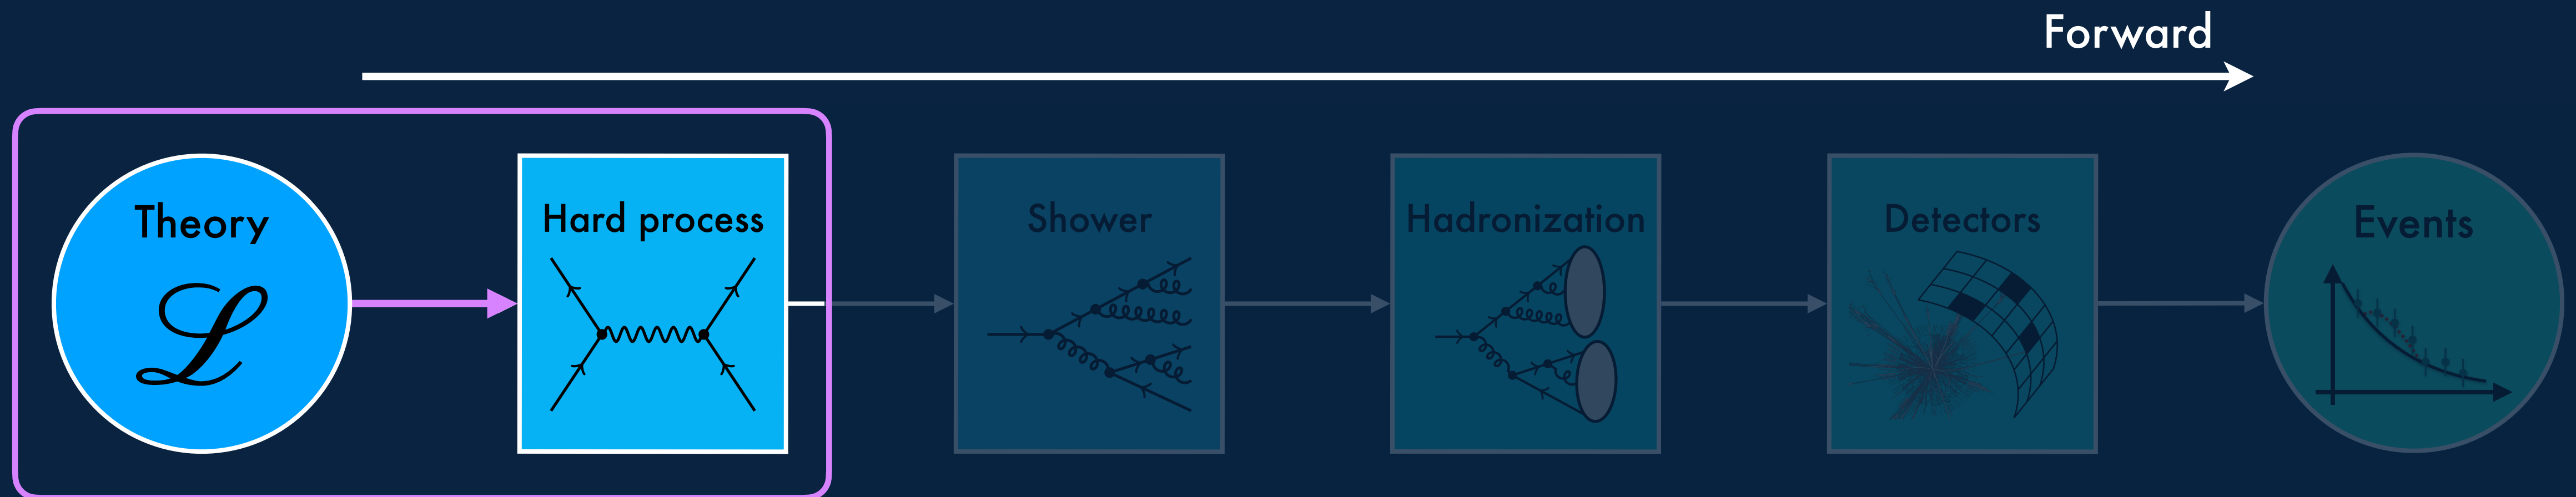 Forward
Theory
ℒ
Hard process
Shower
Hadronization
Detectors
Events